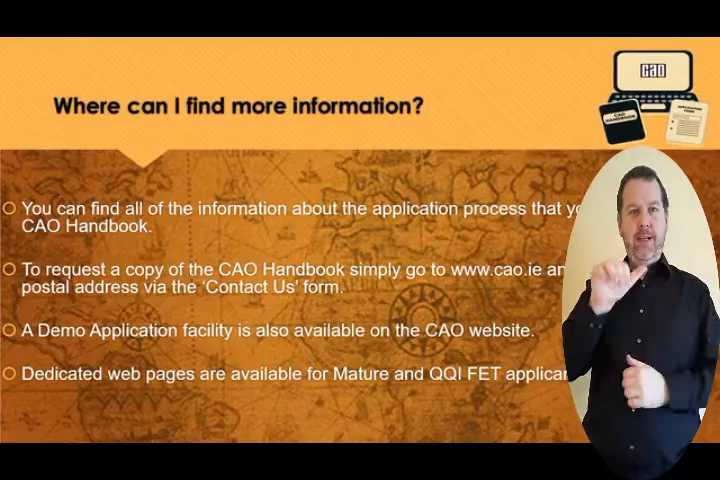 Where can I find more information?
cao
CAO
HANDBOOK
You can find all of the information about the application process that
CAO Handbook.
To request a copy of the CAO Handbook simply go to www.cao.ie
postal address via the ‘Contact Us’ form.
A Demo Application facility is also available on the CAO website.
Dedicated web pages are available for Mature and QQI FET